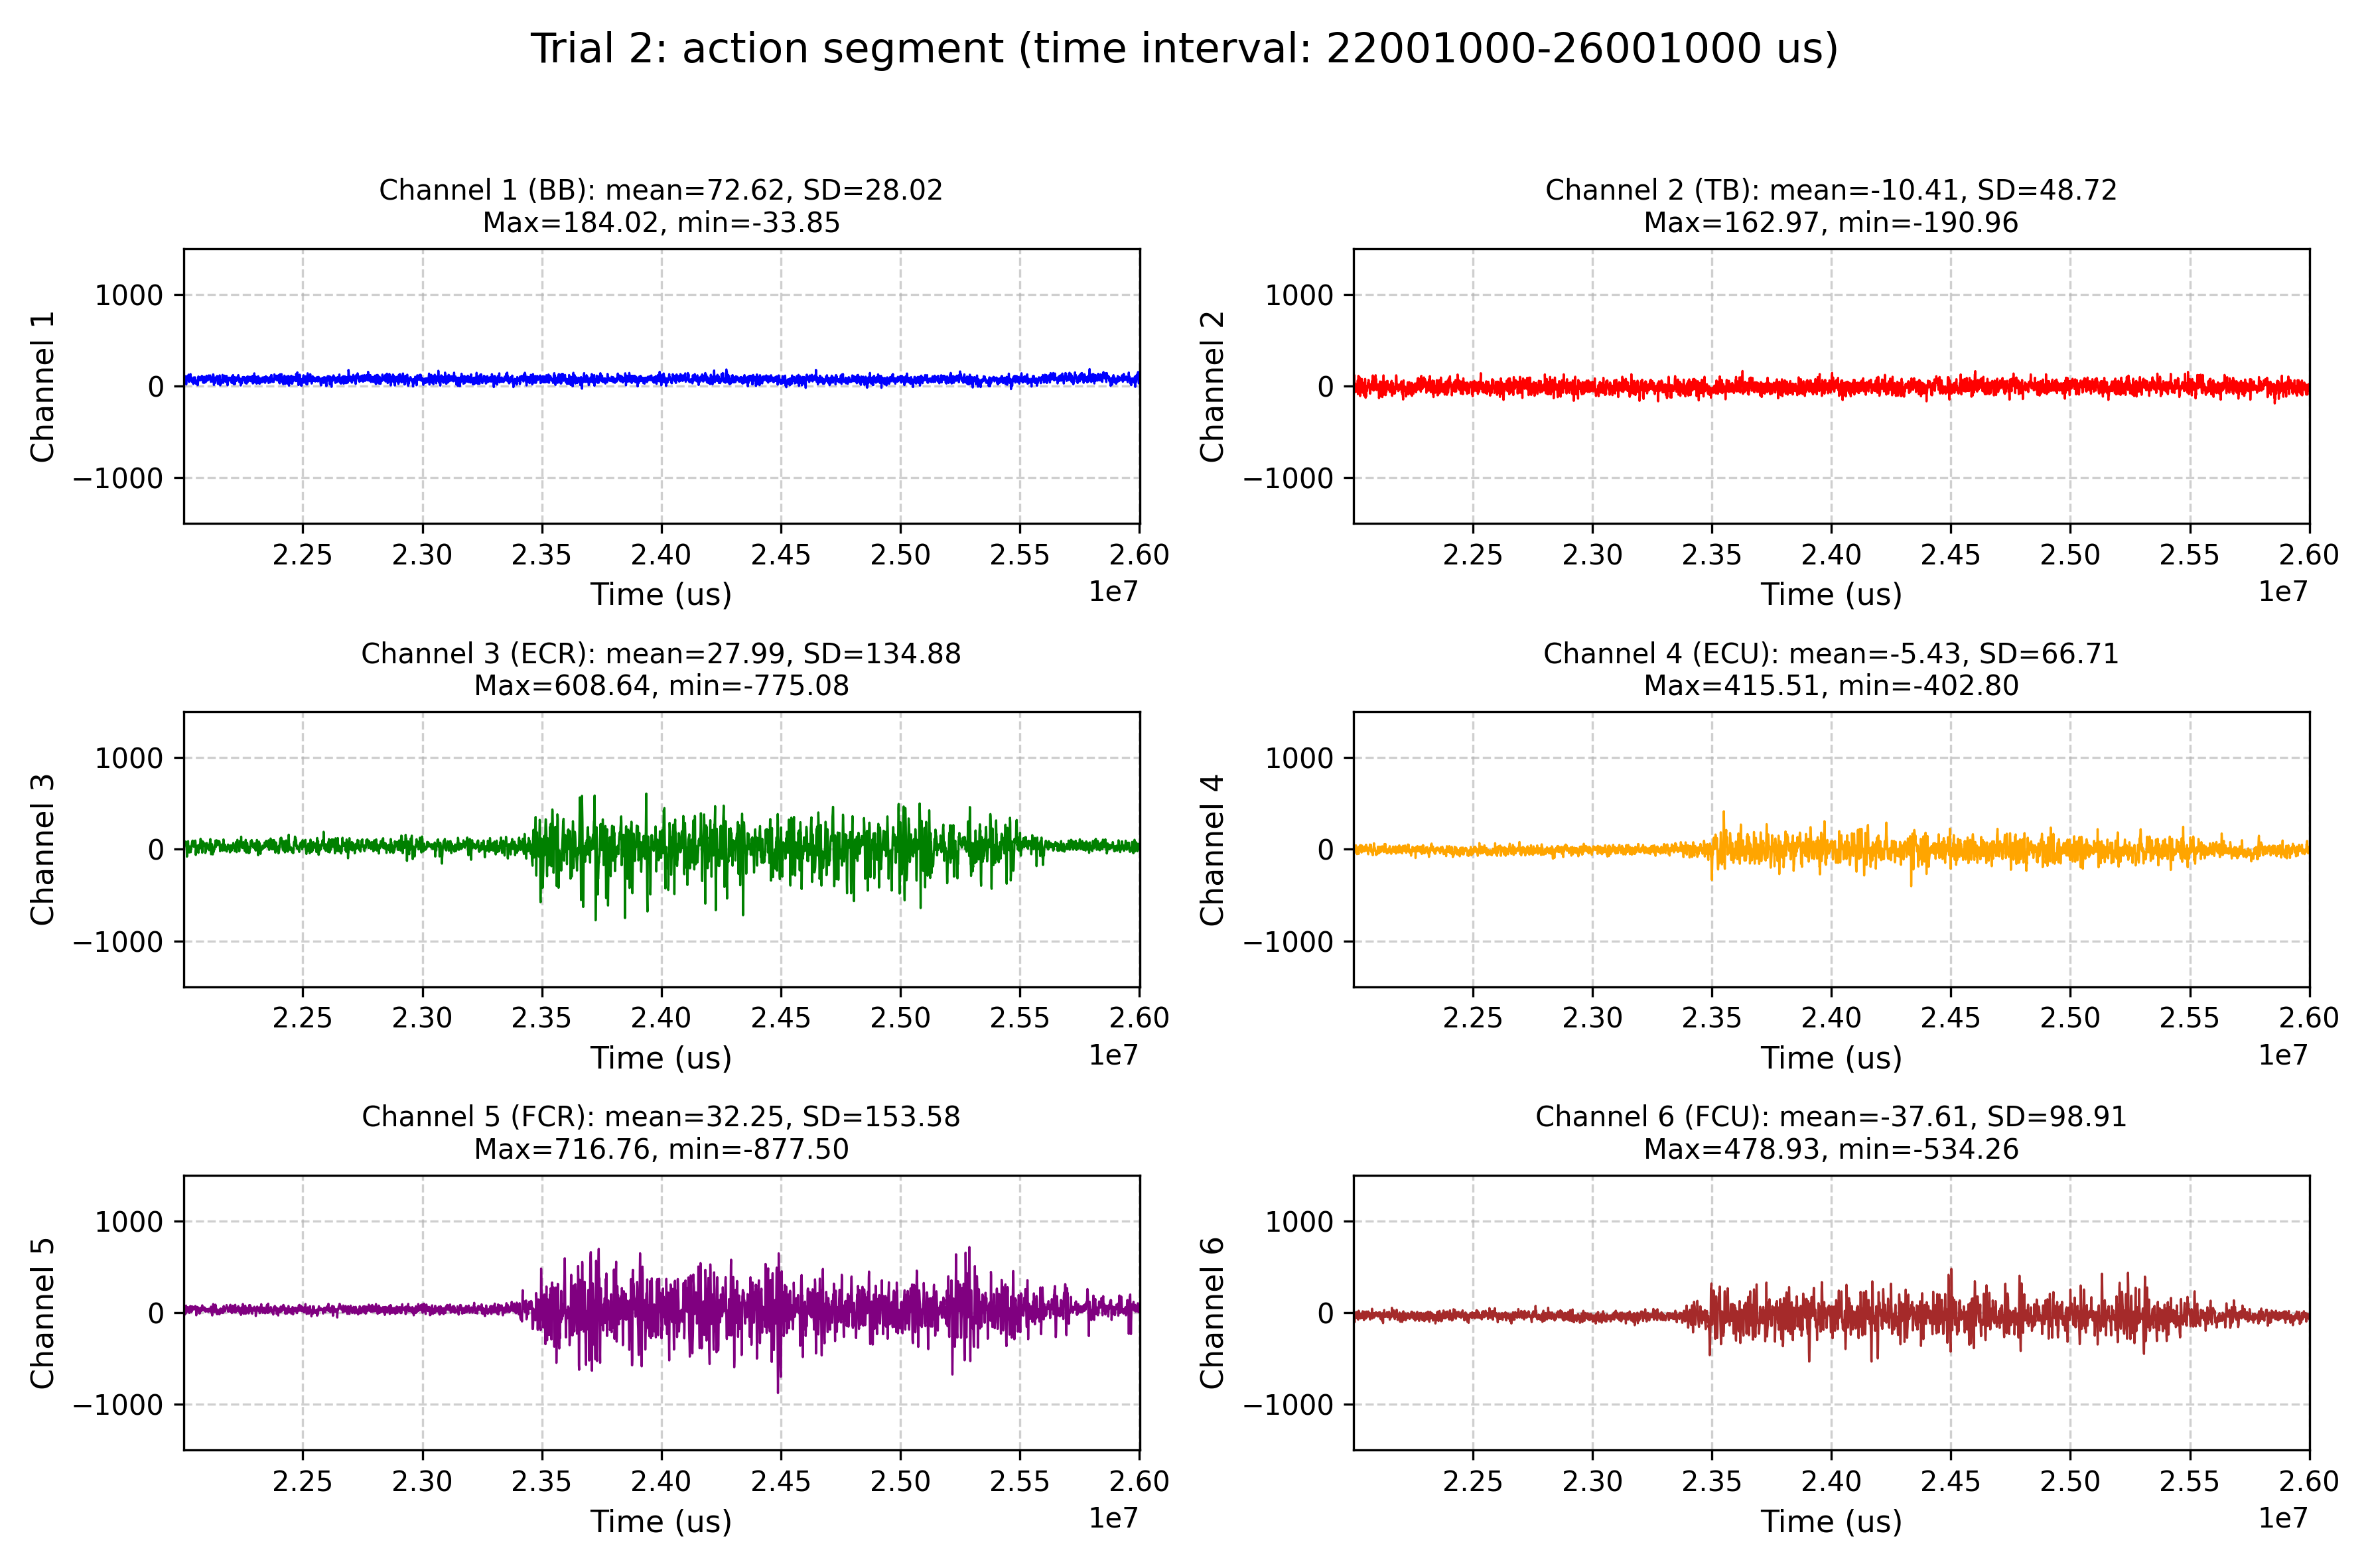 Trial 2: action segment (time interval: 22001000-26001000 us)
Channel 1 (BB): mean=72.62, SD=28.02
Max=184.02, min=-33.85
Channel 1
1000
0
−1000
2.25 2.30 2.35 2.40 2.45 2.50 2.55 2.60
Time (us)
1e7
Channel 2 (TB): mean=-10.41, SD=48.72
Max=162.97, min=-190.96
Channel 2
1000
0
−1000
2.25 2.30 2.35 2.40 2.45 2.50 2.55 2.60
Time (us)
1e7
Channel 3 (ECR): mean=27.99, SD=134.88
Max=608.64, min=-775.08
Channel 3
1000
0
−1000
2.25 2.30 2.35 2.40 2.45 2.50 2.55 2.60
Time (us)
1e7
Channel 4 (ECU): mean=-5.43, SD=66.71
Max=415.51, min=-402.80
Channel 4
1000
0
−1000
2.25 2.30 2.35 2.40 2.45 2.50 2.55 2.60
Time (us)
1e7
Channel 5 (FCR): mean=32.25, SD=153.58
Max=716.76, min=-877.50
Channel 5
1000
0
−1000
2.25 2.30 2.35 2.40 2.45 2.50 2.55 2.60
Time (us)
1e7
Channel 6 (FCU): mean=-37.61, SD=98.91
Max=478.93, min=-534.26
Channel 6
1000
0
−1000
2.25 2.30 2.35 2.40 2.45 2.50 2.55 2.60
Time (us)
1e7